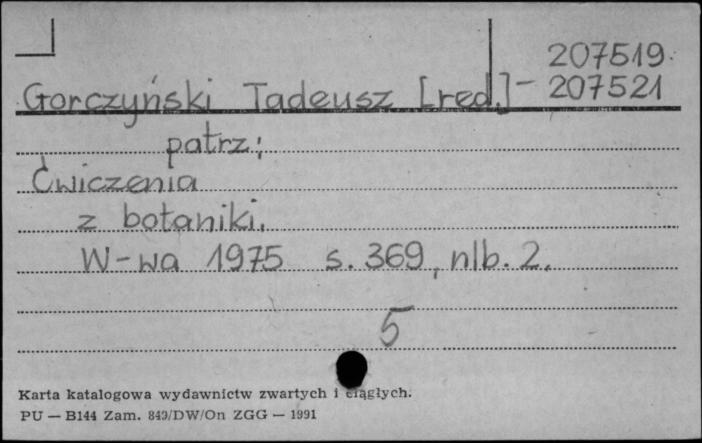 207519
Gorczyński Tadeusz [red.] - 207521
patrz:
Ćwiczenia
z botaniki.
W-wa 1975 s. 369, nlb. 2.
5
Karta katalogowa wydawnictw zwartych i ciągłych.
PU — B144 Zam. 849/DW/On ZGG — 1991